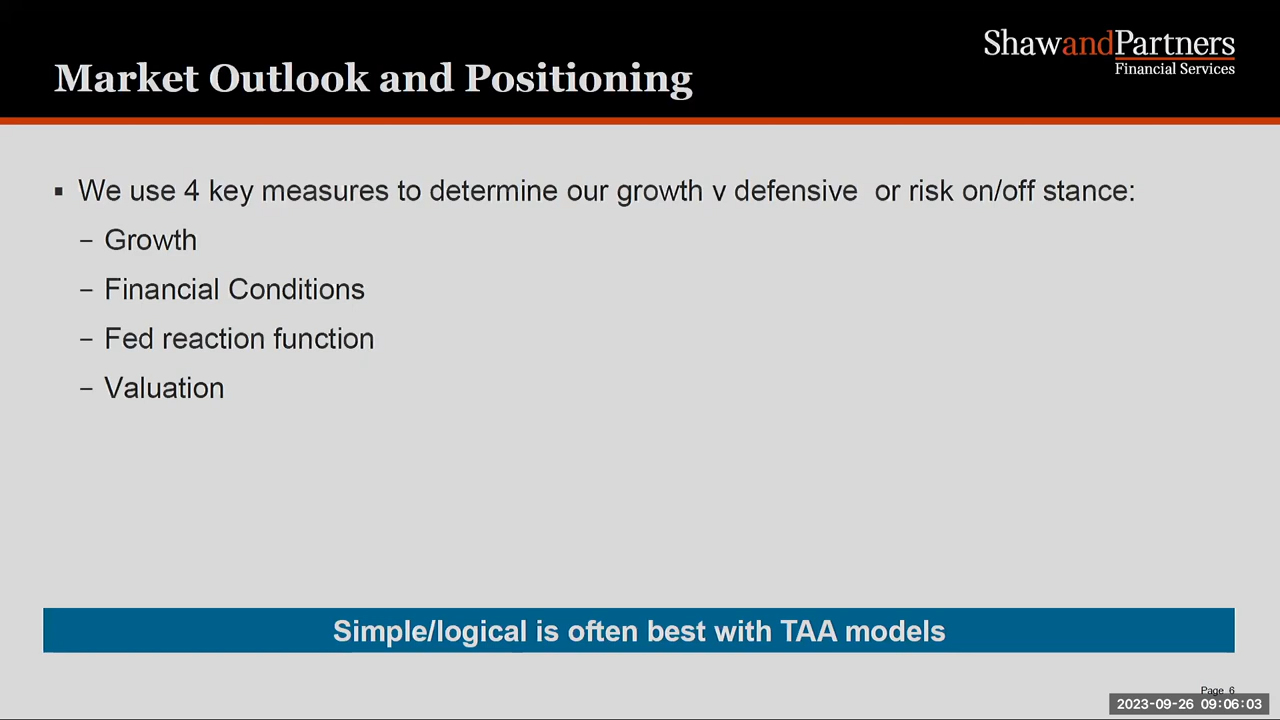 ShawandPartners
Financial Services
Market Outlook and Positioning
▪ We use 4 key measures to determine our growth v defensive  or risk on/off stance:
– Growth
– Financial Conditions
– Fed reaction function
– Valuation
Simple/logical is often best with TAA models
Page 6
2023-09-26 09:06:03